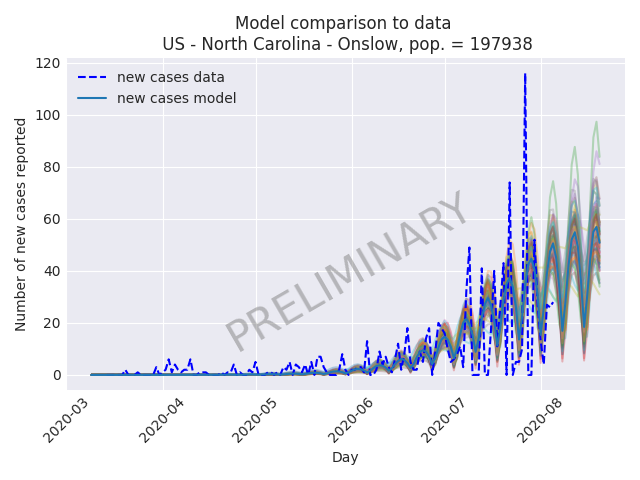 Model comparison to data
US - North Carolina - Onslow, pop. = 197938
new cases data
new cases model
PRELIMINARY
Number of new cases reported
120
100
80
60
40
20
0
2020-03
2020-04
2020-05
2020-06
2020-07
2020-08
Day